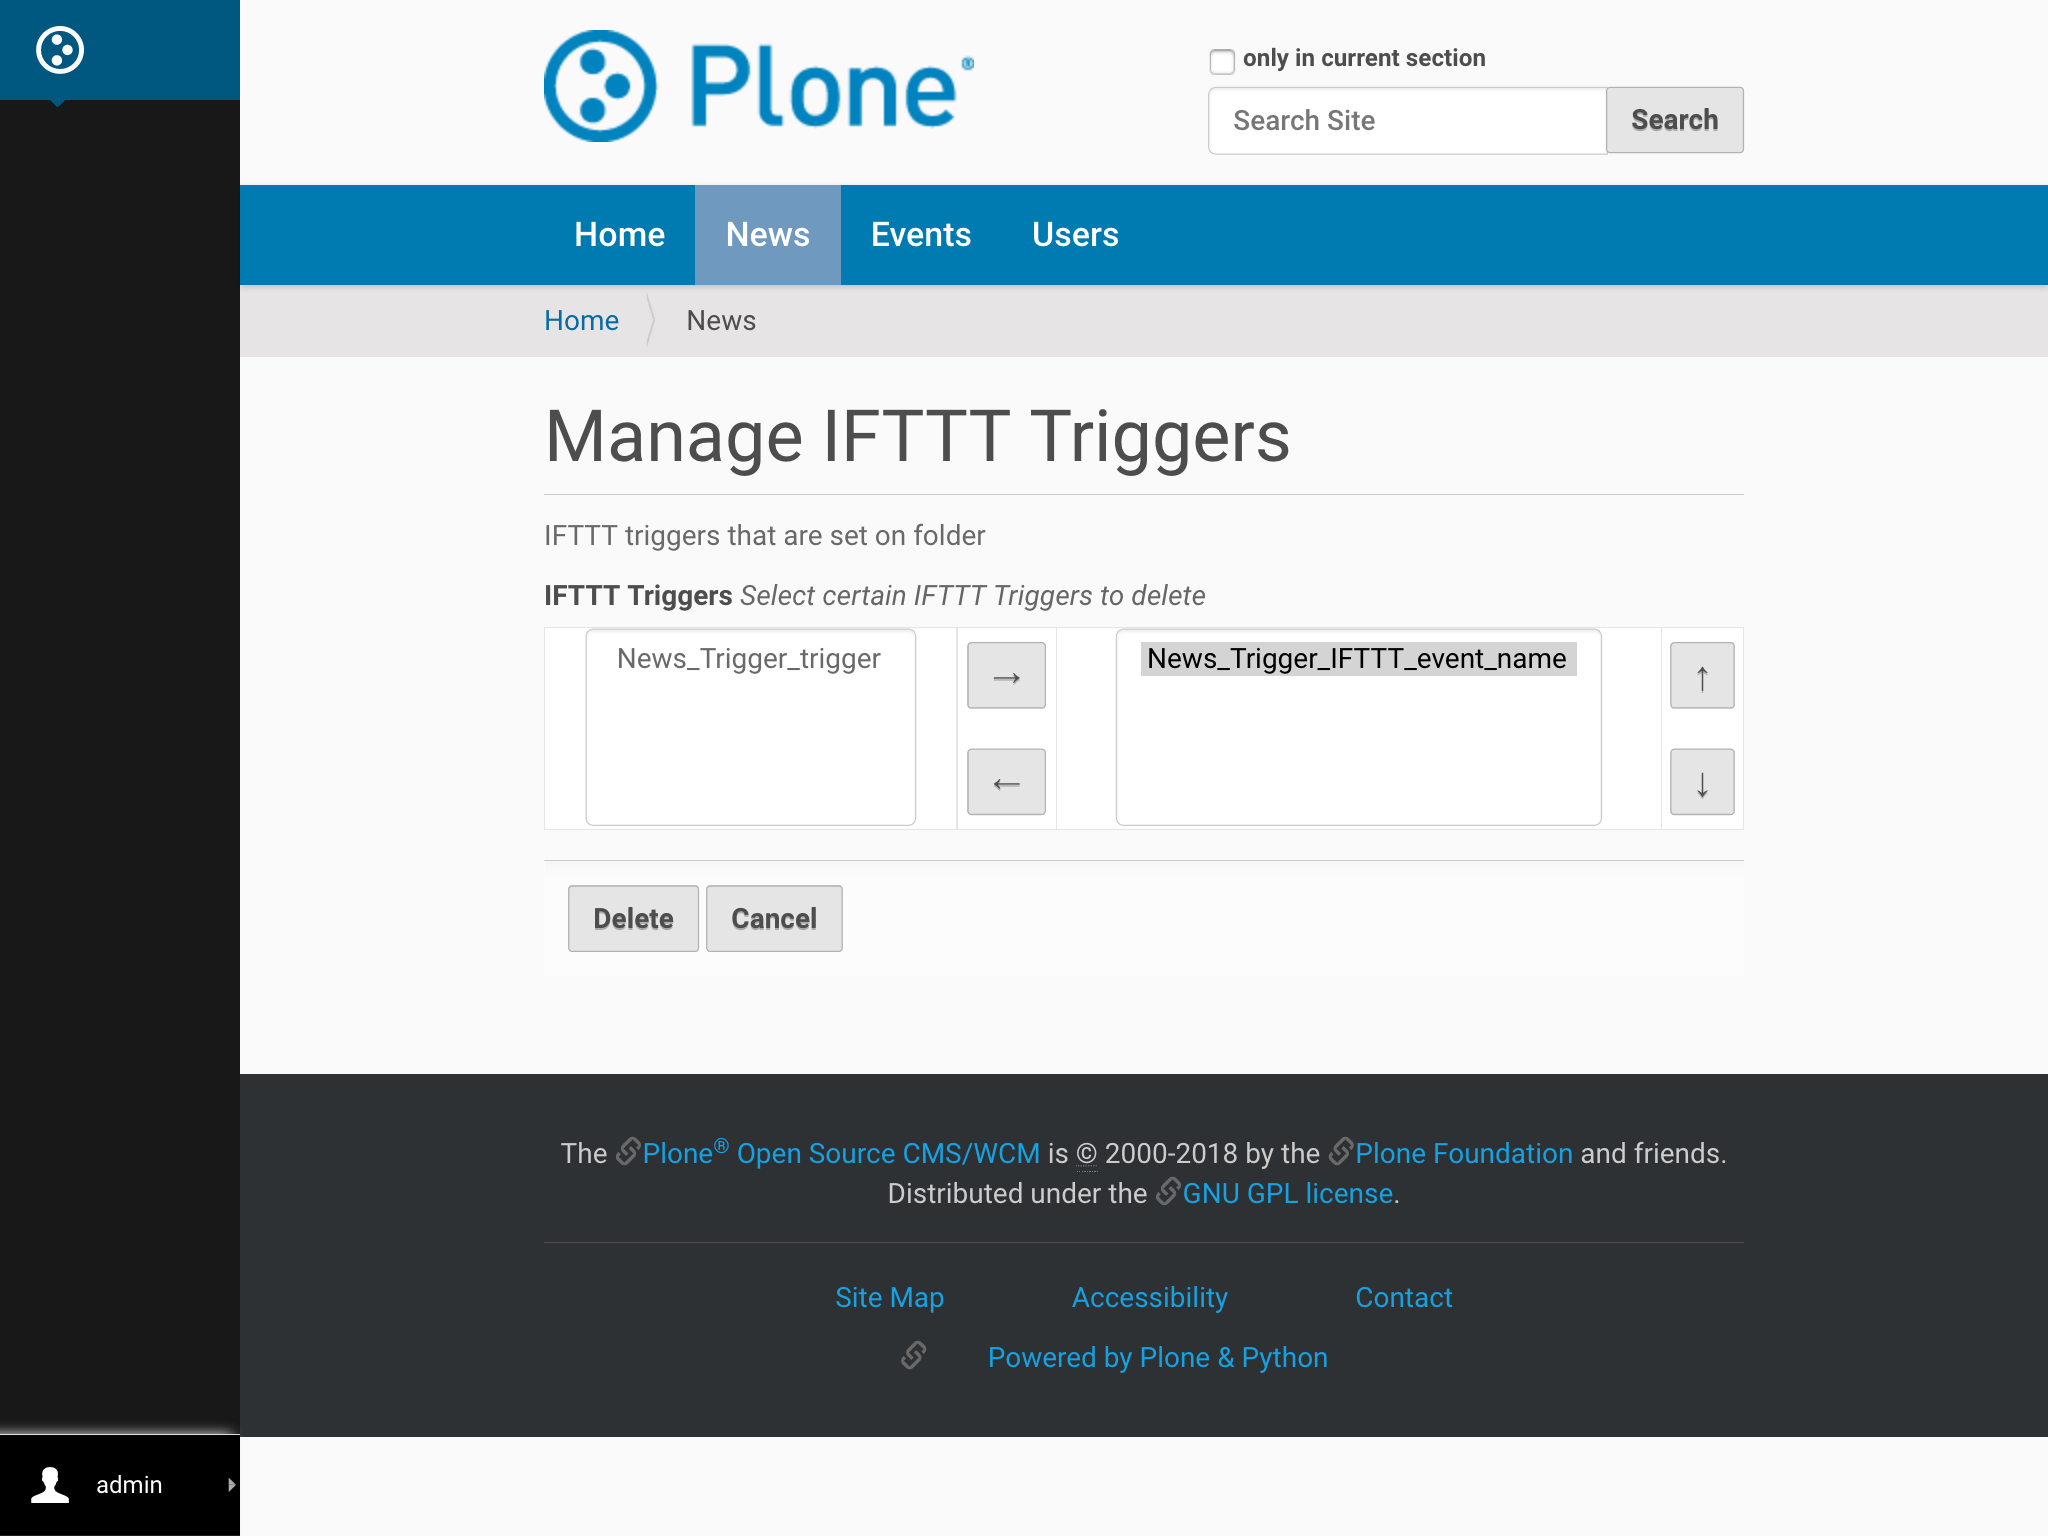 Plone®
only in current section
Search Site
Search
Home
News
Events
Users
Home
News
Manage IFTTT Triggers
IFTTT triggers that are set on folder
IFTTT Triggers Select certain IFTTT Triggers to delete
News_Trigger_trigger
→
←
News_Trigger_IFTTT_event_name
↑
↓
Delete
Cancel
The Plone® Open Source CMS/WCM is © 2000-2018 by the Plone Foundation and friends.
Distributed under the GNU GPL license.
Site Map
Accessibility
Contact
Powered by Plone & Python
admin